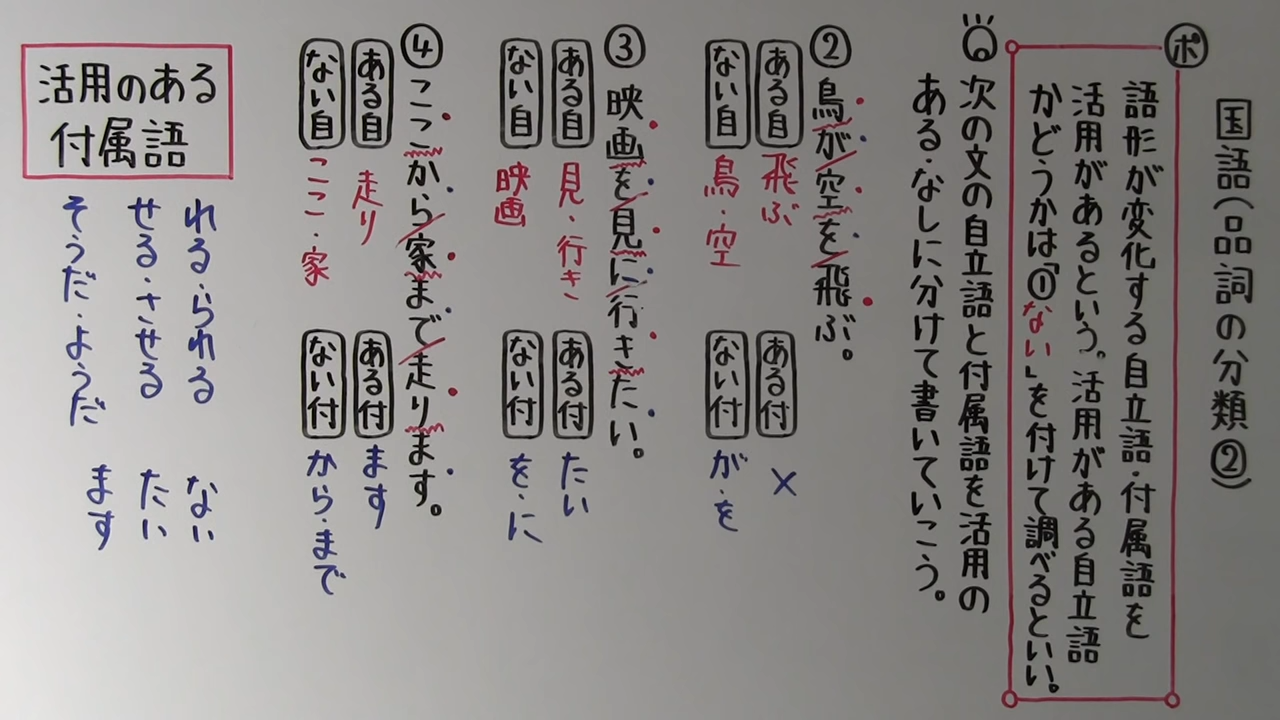 国語(品詞の分類②)
ポ
語形が変化する自立語・付属語を
活用があるという。活用がある自立語
かどうかは「①ない」を付けて調べるといい。
次の文の自立語と付属語を活用の
ある・なしに分けて書いていこう。
②鳥が空を飛ぶ。
ある自 飛ぶ
ない自 鳥・空
ある付 ×
ない付 が・を
③映画を見に行きたい。
ある自 見・行き
ない自 映画
ある付 たい
ない付 を・に
④ここから家まで走ります。
ある自 走り
ない自 ここ・家
ある付 ます
ない付 から・まで
活用のある
付属語
れる・られる ない
せる・させる たい
そうだ・ようだ ます